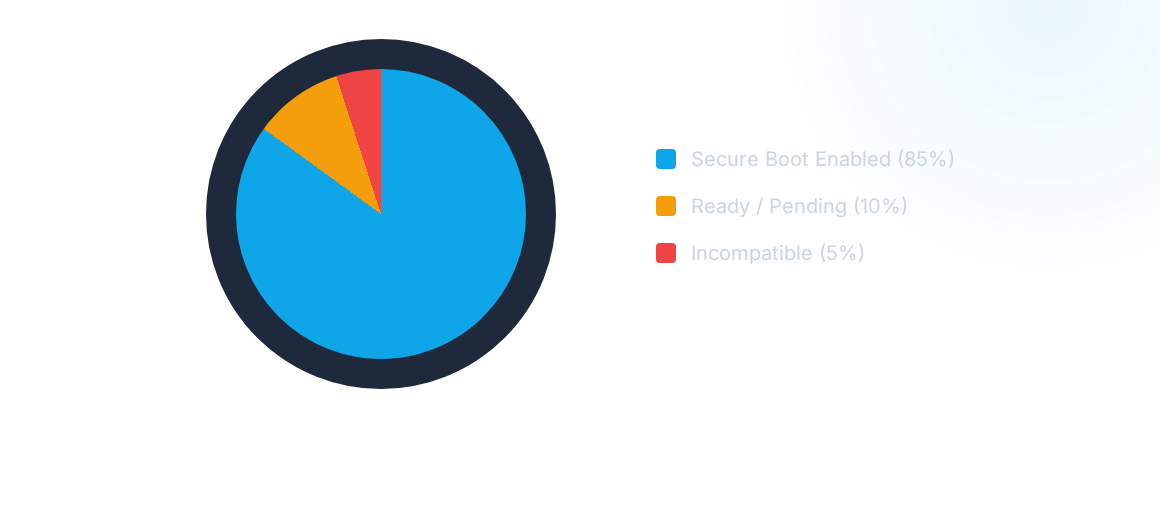 Secure Boot Enabled (85%)
Ready / Pending (10%)
Incompatible (5%)